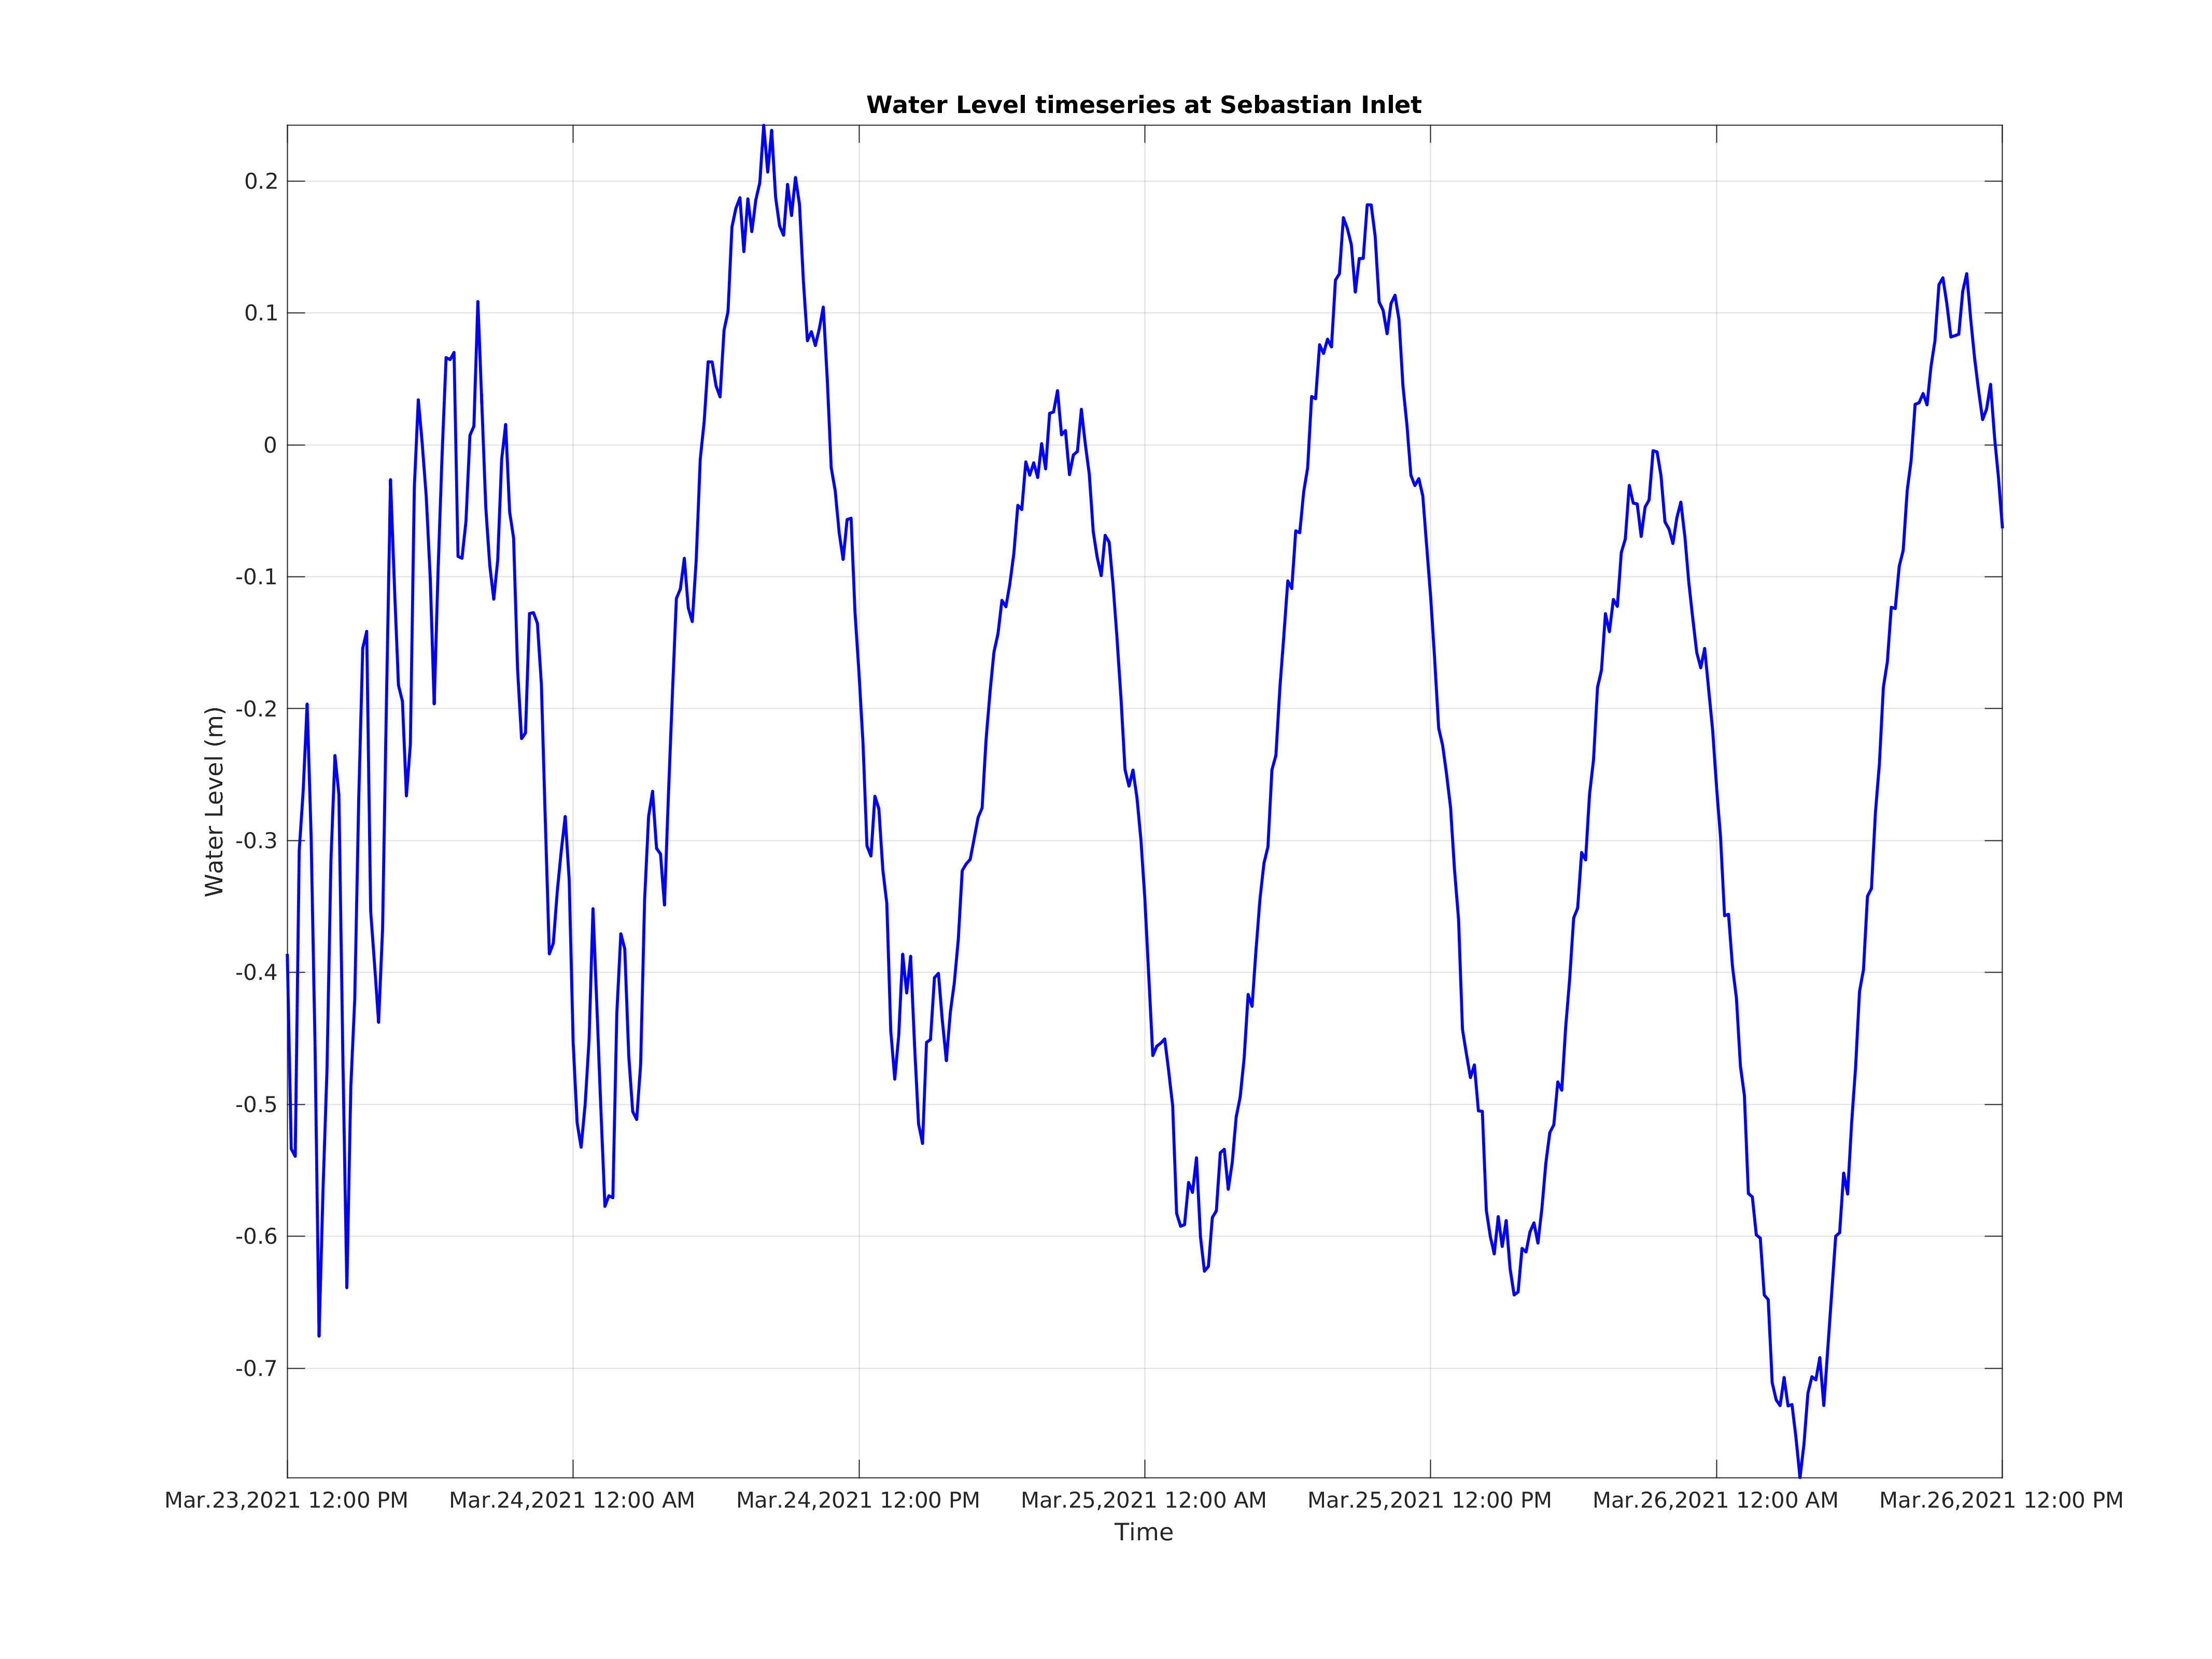 Water Level timeseries at Sebastian Inlet
0.2
0.1
0
-0.1
-0.2
-0.3
-0.4
-0.5
-0.6
-0.7
Water Level (m)
Mar.23,2021 12:00 PM Mar.24,2021 12:00 AM Mar.24,2021 12:00 PM Mar.25,2021 12:00 AM Mar.25,2021 12:00 PM Mar.26,2021 12:00 AM Mar.26,2021 12:00 PM
Time